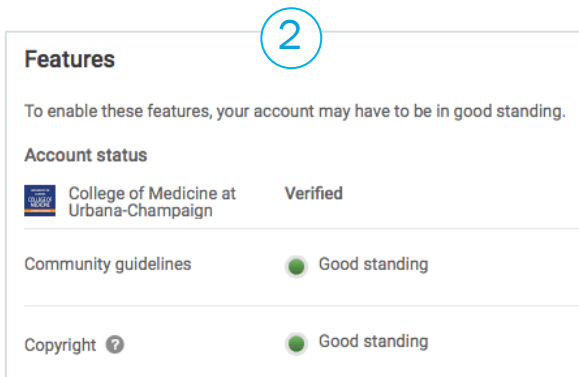 2
Features
To enable these features, your account may have to be in good standing.
Account status
College of Medicine at
Urbana-Champaign
Verified
Community guidelines
Good standing
Copyright ?
Good standing